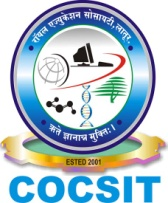 रॉयल एज्युकेशन सोसायटी, लातूर.
ऋते ज्ञानान्न मुक्तिः।
ESTED 2001
COCSIT